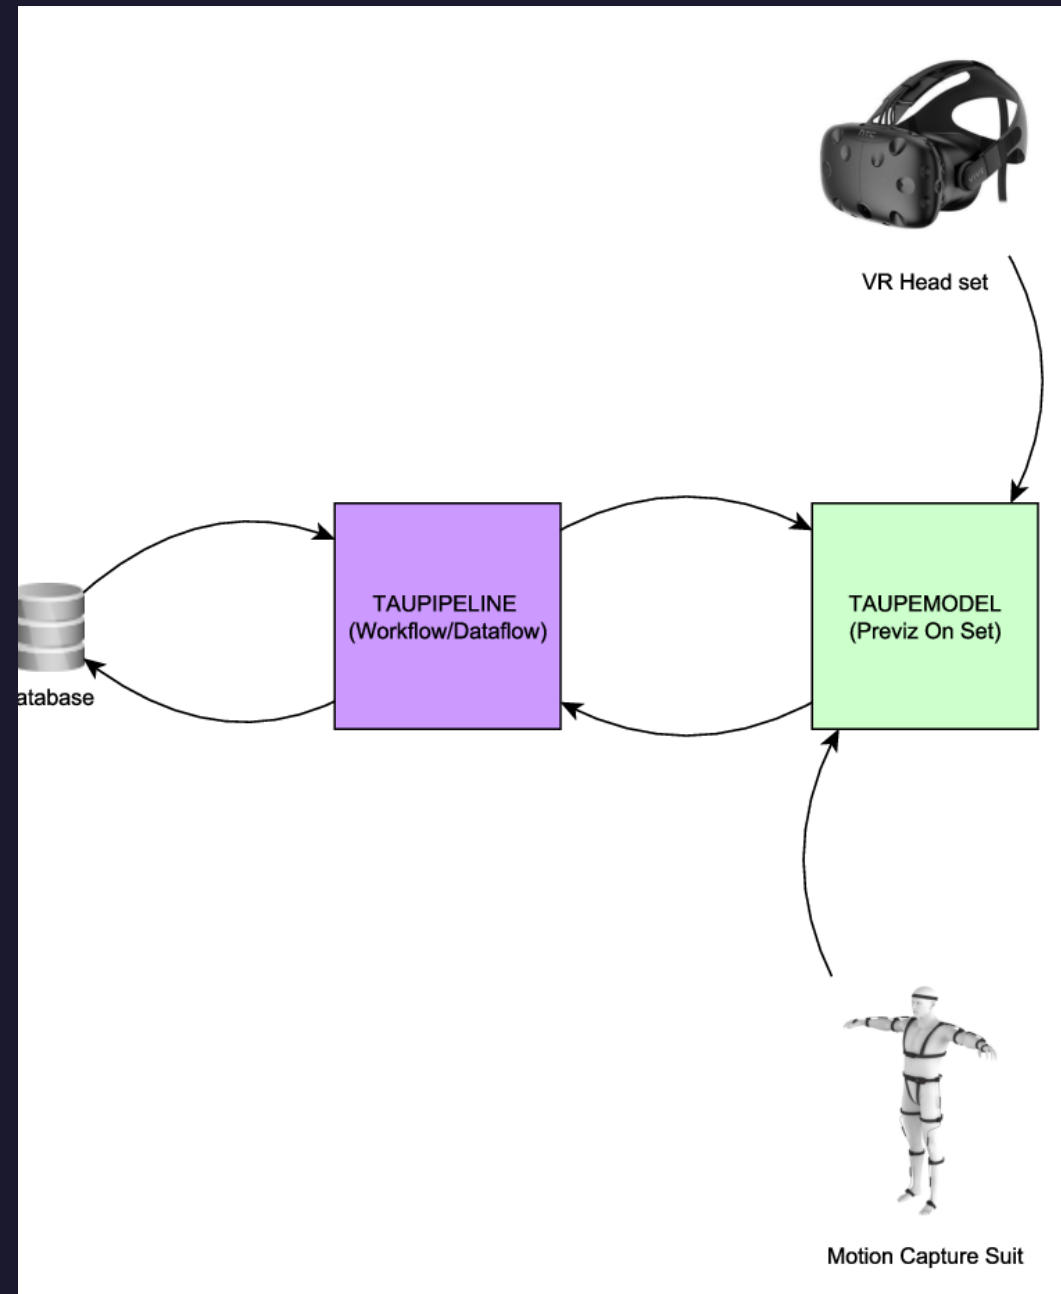 VR Head set
TAUPIPELINE
(Workflow/Dataflow)
TAUPEMODEL
(Previz On Set)
atabase
Motion Capture Suit